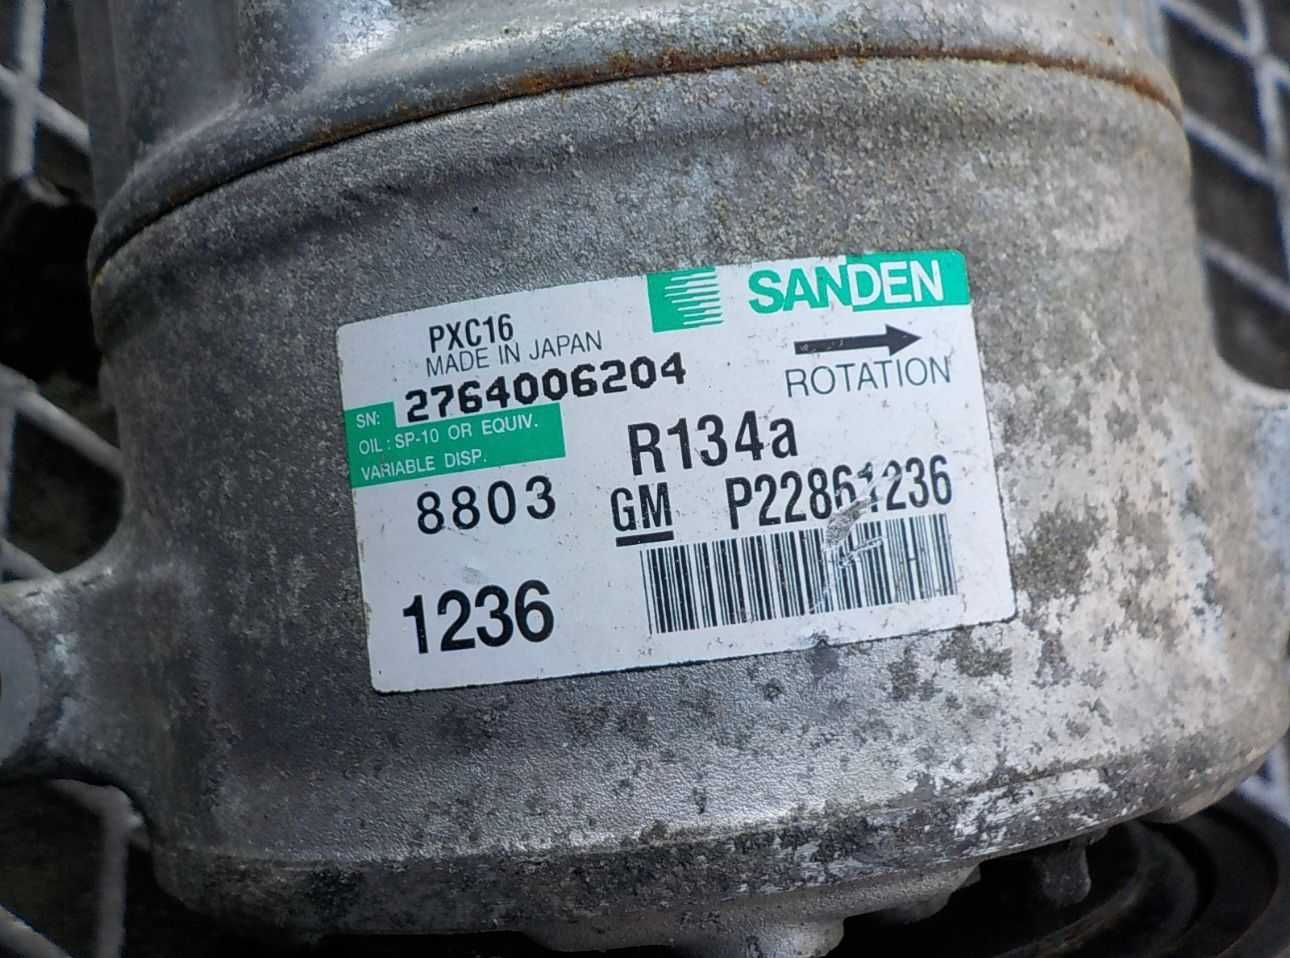 SANDEN
PXC16
MADE IN JAPAN
ROTATION
SN: 2764006204
OIL : SP-10 OR EQUIV.
VARIABLE DISP.
R134a
8803
GM P22861236
1236